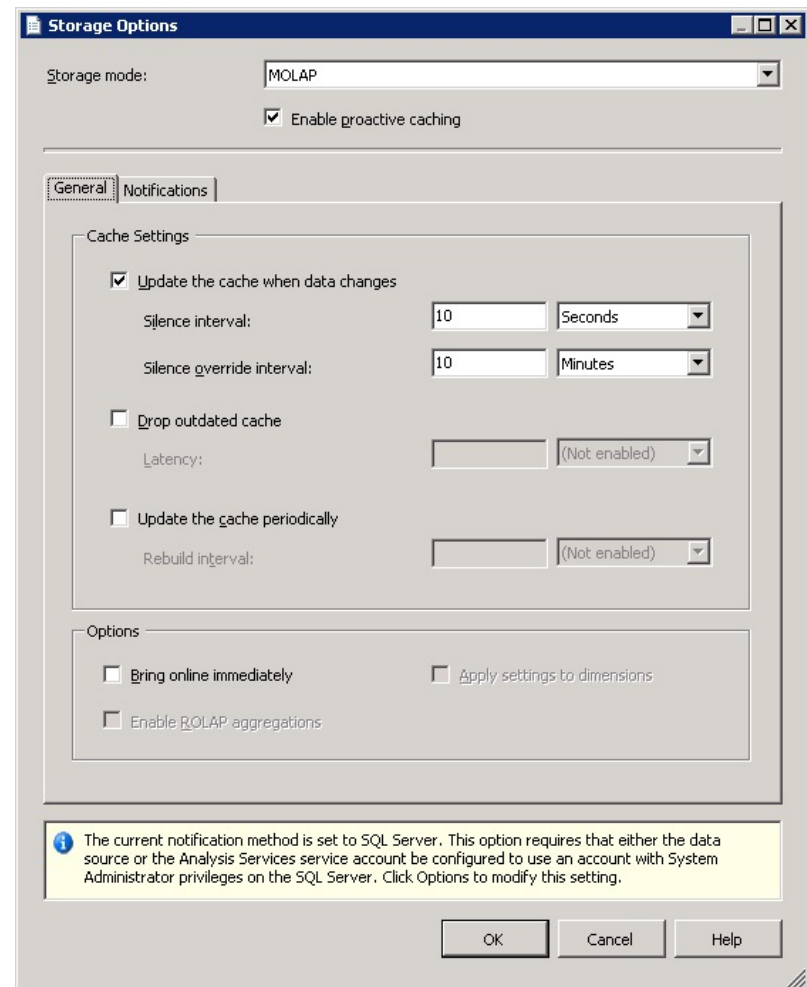 Storage Options
Storage mode: MOLAP
Enable proactive caching
General Notifications
Cache Settings
Update the cache when data changes
Silence interval: 10 Seconds
Silence override interval: 10 Minutes
Drop outdated cache
Latency: (Not enabled)
Update the cache periodically
Rebuild interval: (Not enabled)
Options
Bring online immediately Apply settings to dimensions
Enable ROLAP aggregations
The current notification method is set to SQL Server. This option requires that either the data
source or the Analysis Services service account be configured to use an account with System
Administrator privileges on the SQL Server. Click Options to modify this setting.
OK Cancel Help